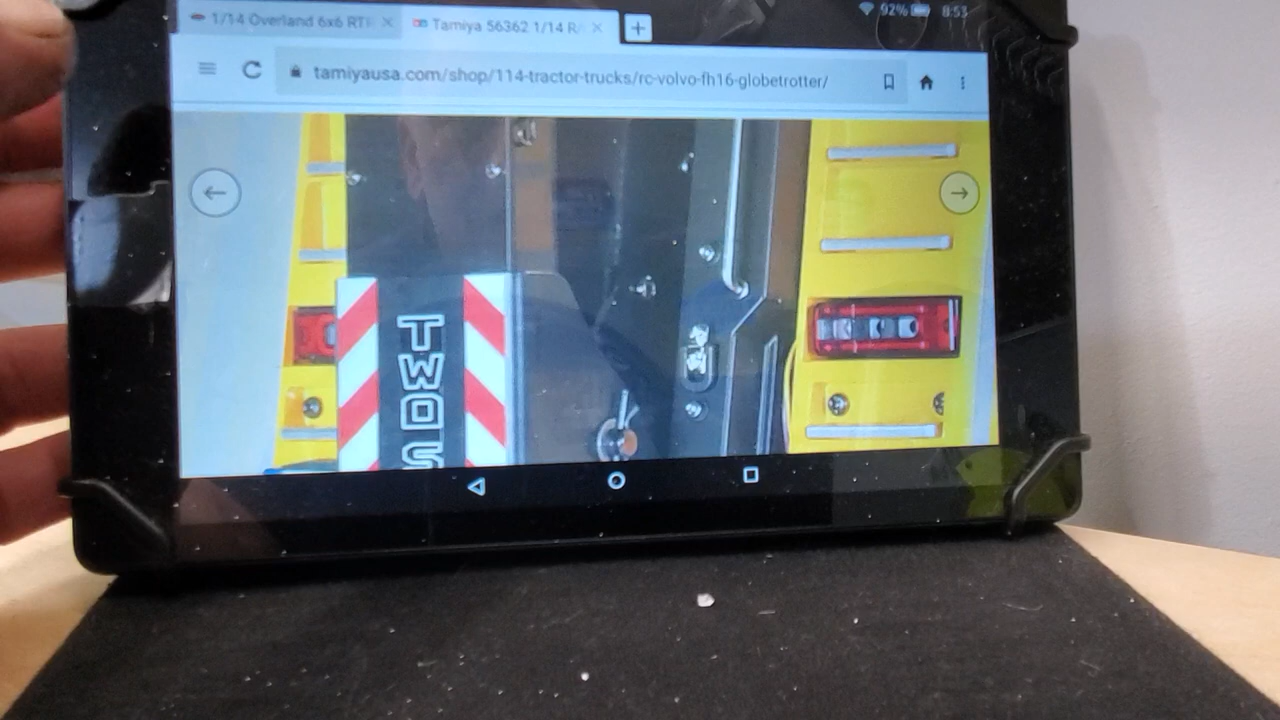 1/14 Overland 6x6 RTR
Tamiya 56362 1/14 R/
92%
8:53
tamiyausa.com/shop/114-tractor-trucks/rc-volvo-fh16-globetrotter/
TWO S